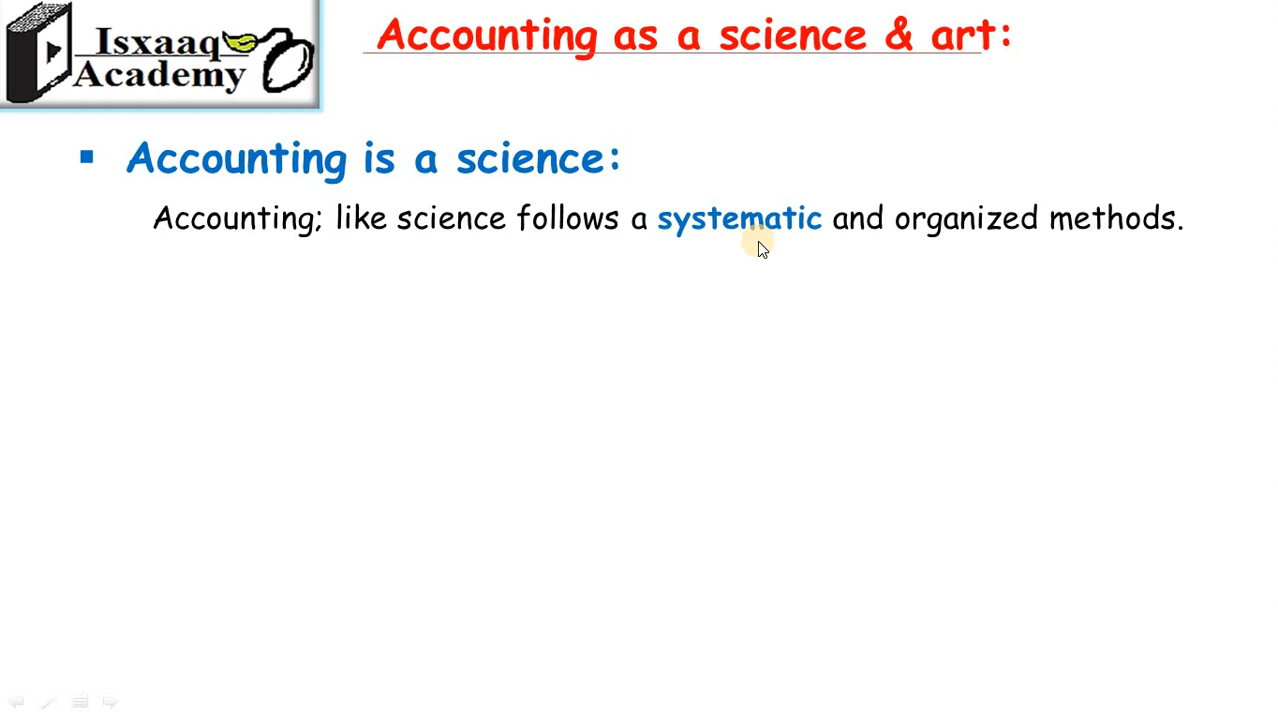 Isxaaq
Academy
Accounting as a science & art:
▪ Accounting is a science:
Accounting; like science follows a systematic and organized methods.